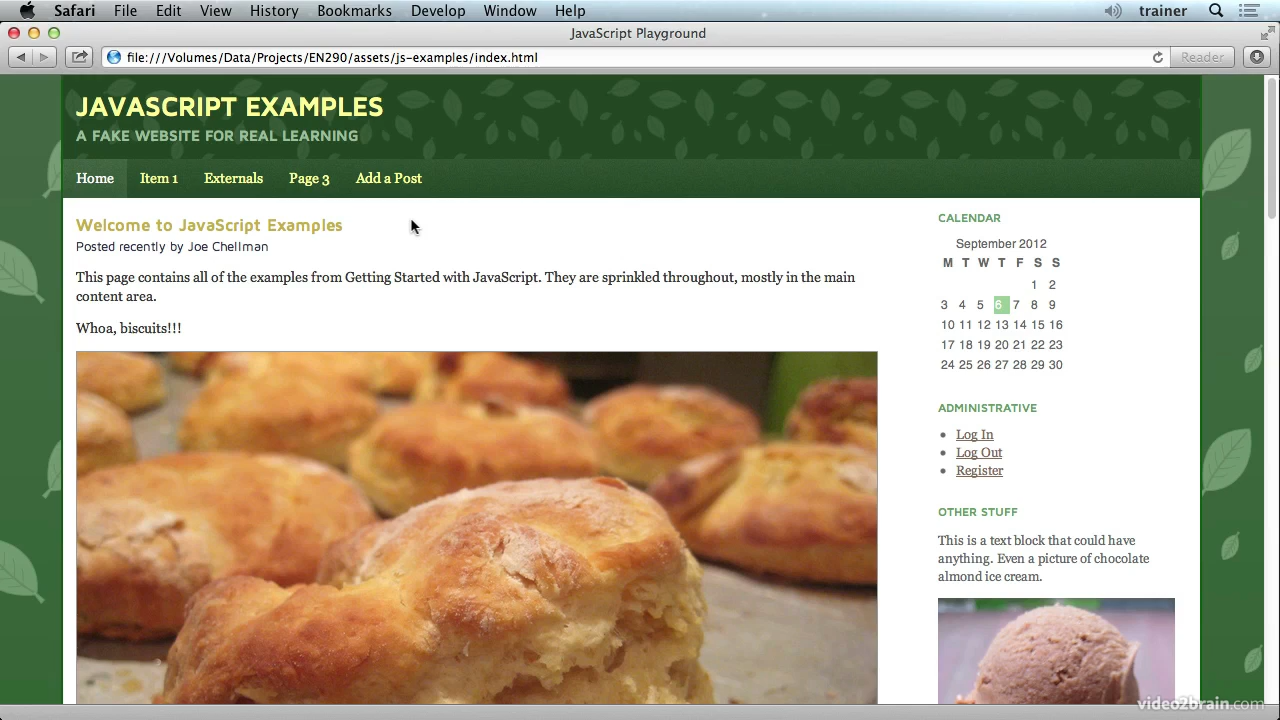 Safari File Edit View History Bookmarks Develop Window Help trainer
JavaScript Playground
file:///Volumes/Data/Projects/EN290/assets/js-examples/index.html Reader
JAVASCRIPT EXAMPLES
A FAKE WEBSITE FOR REAL LEARNING
Home Item 1 Externals Page 3 Add a Post
Welcome to JavaScript Examples
Posted recently by Joe Chellman
This page contains all of the examples from Getting Started with JavaScript. They are sprinkled throughout, mostly in the main
content area.
Whoa, biscuits!!!
CALENDAR
September 2012
M T W T F S S
1 2
3 4 5 6 7 8 9
10 11 12 13 14 15 16
17 18 19 20 21 22 23
24 25 26 27 28 29 30
ADMINISTRATIVE
Log In
Log Out
Register
OTHER STUFF
This is a text block that could have
anything. Even a picture of chocolate
almond ice cream.
video2brain.com